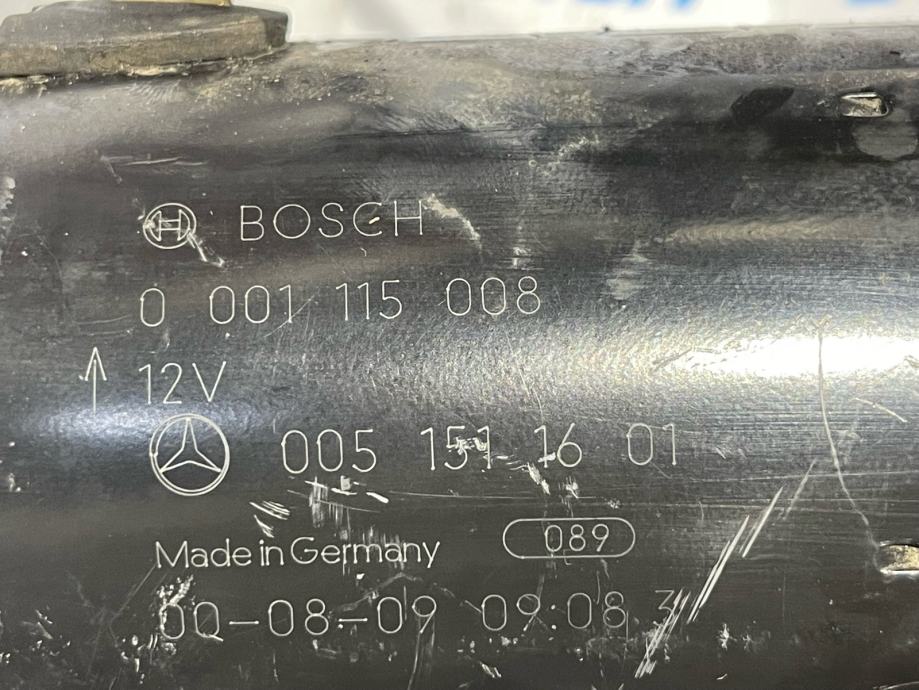 BOSCH
0 001 115 008
12V
005 151 16 01
Made in Germany 089
00-08-09 09:08 3